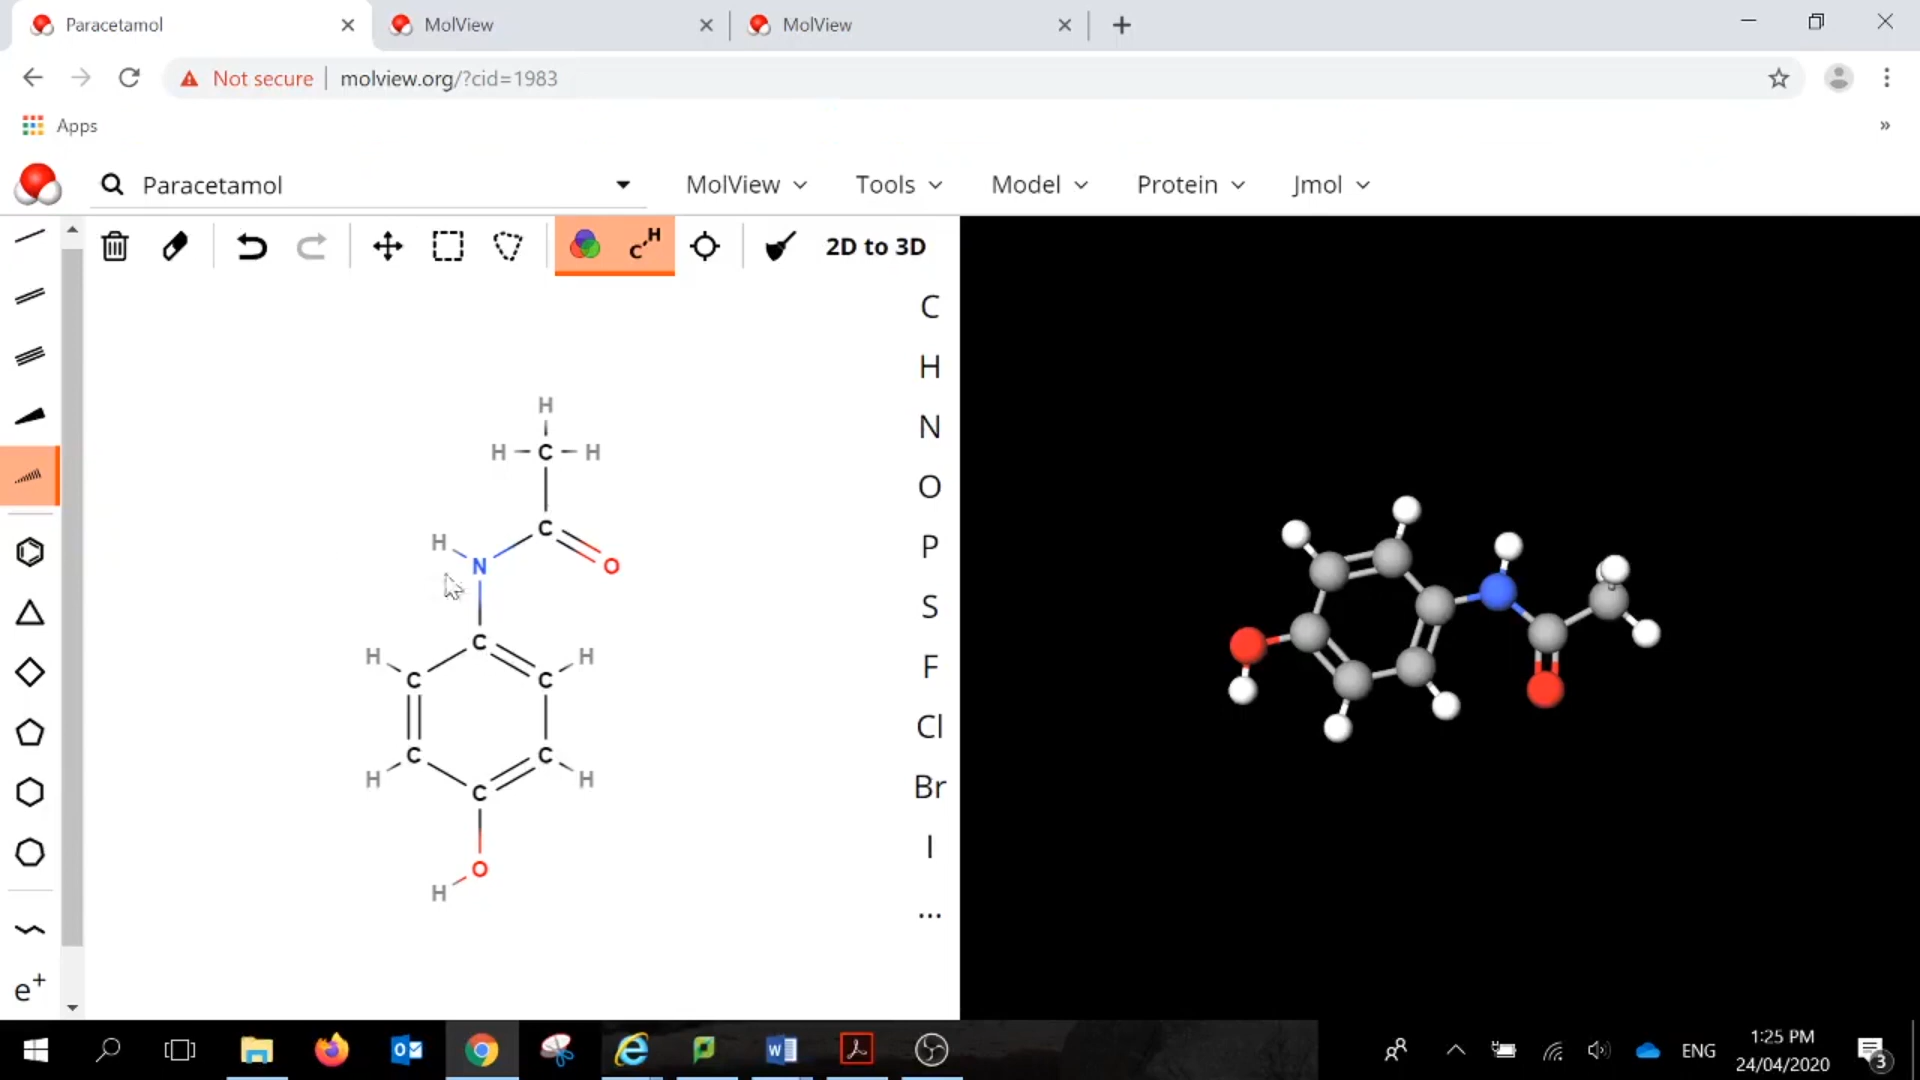 Paracetamol MolView MolView
Not secure molview.org/?cid=1983
Apps »
Paracetamol MolView Tools Model Protein Jmol
C H 2D to 3D
C
H
N
O
P
S
F
Cl
Br
I
...
H
H C H
C
H N O
C
H H
C C
C C
H H
C
O
H
e+
1:25 PM
ENG
24/04/2020
3